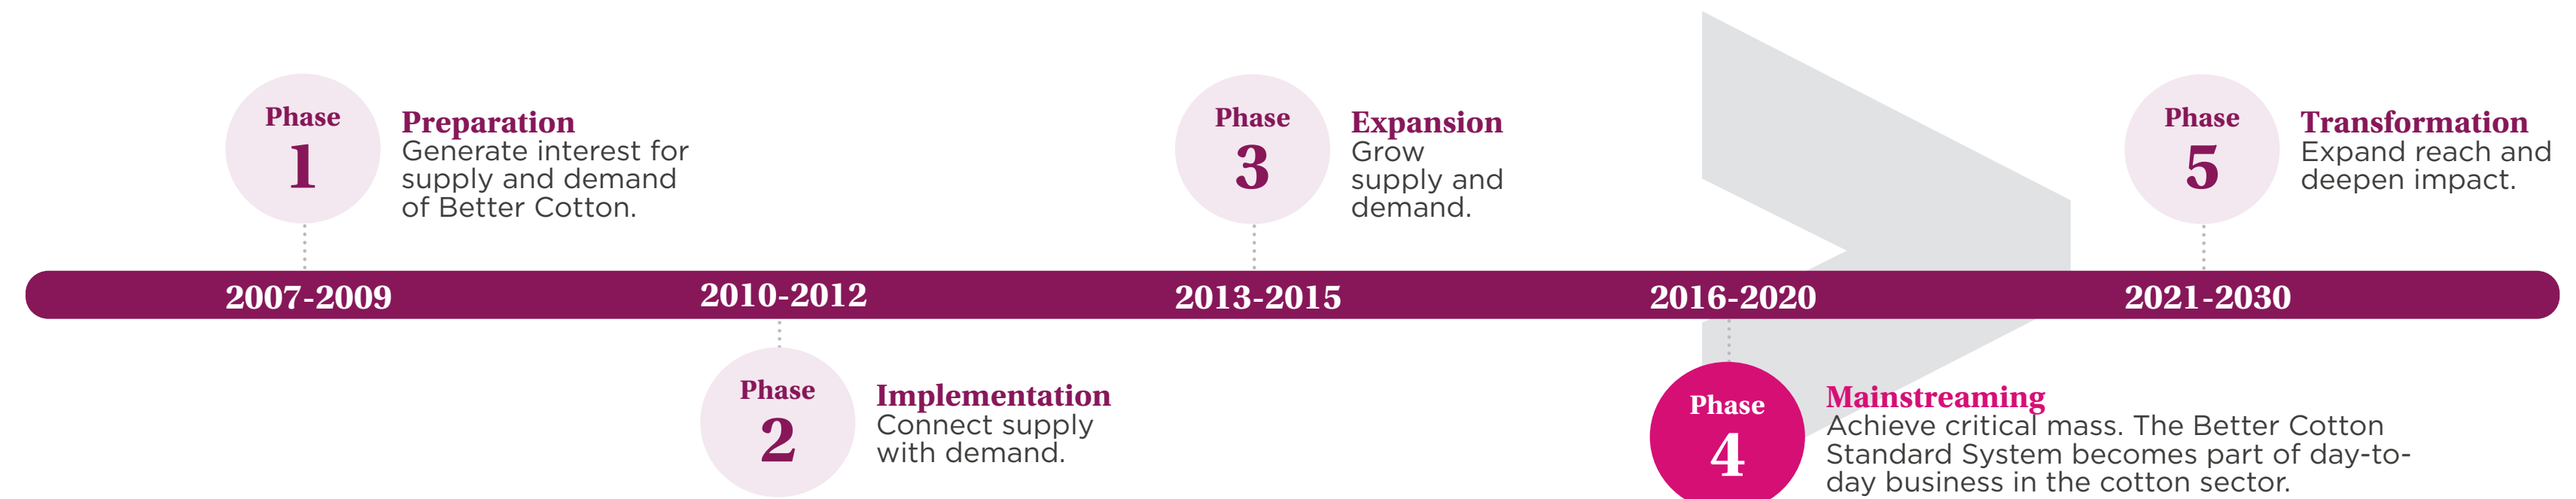 Phase
1
Preparation
Generate interest for
supply and demand
of Better Cotton.
Phase
3
Expansion
Grow
supply and
demand.
Phase
5
Transformation
Expand reach and
deepen impact.
2007-2009
2010-2012
2013-2015
2016-2020
2021-2030
Phase
2
Implementation
Connect supply
with demand.
Phase
4
Mainstreaming
Achieve critical mass. The Better Cotton
Standard System becomes part of day-to-
day business in the cotton sector.